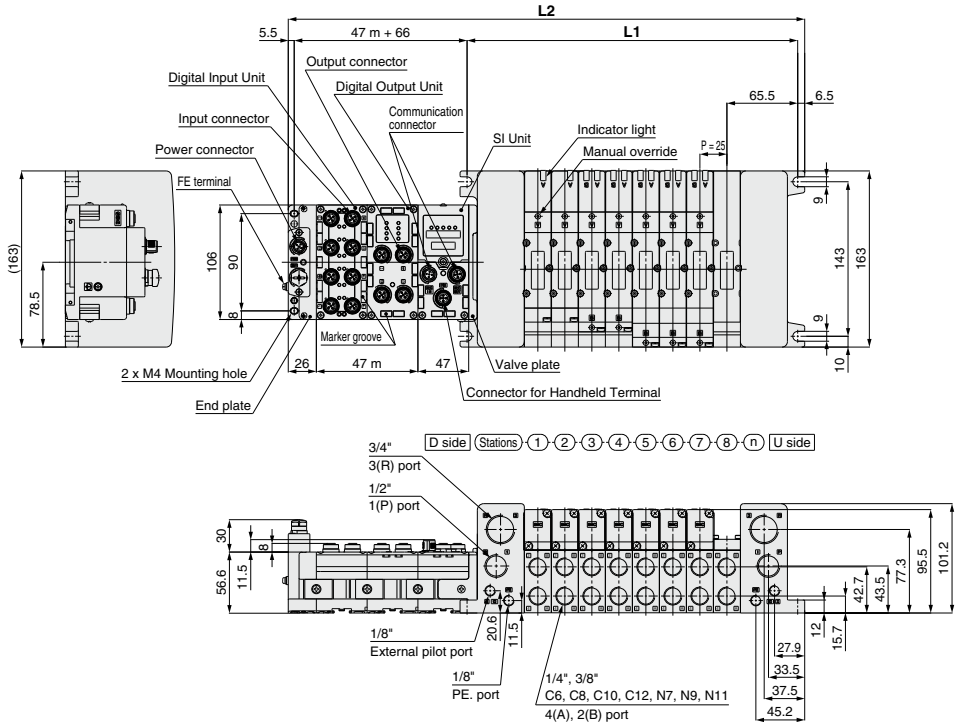 L2
5.5
47 m + 66
L1
Output connector
Digital Input Unit
Digital Output Unit
65.5
6.5
Communication
connector
Input connector
SI Unit
Indicator light
P = 25
Power connector
Manual override
FE terminal
9
(163)
78.5
106
90
8
143
163
9
10
Marker groove
2 x M4 Mounting hole
26
47 m
47
Valve plate
End plate
Connector for Handheld Terminal
D side
(Stations)
1
2
3
4
5
6
7
8
n
U side
3/4"
3(R) port
1/2"
1(P) port
30
8
56.6
11.5
20.6
11.5
42.7
43.5
77.3
95.5
101.2
12
15.7
1/8"
External pilot port
27.9
1/8"
PE. port
1/4", 3/8"
C6, C8, C10, C12, N7, N9, N11
4(A), 2(B) port
33.5
37.5
45.2